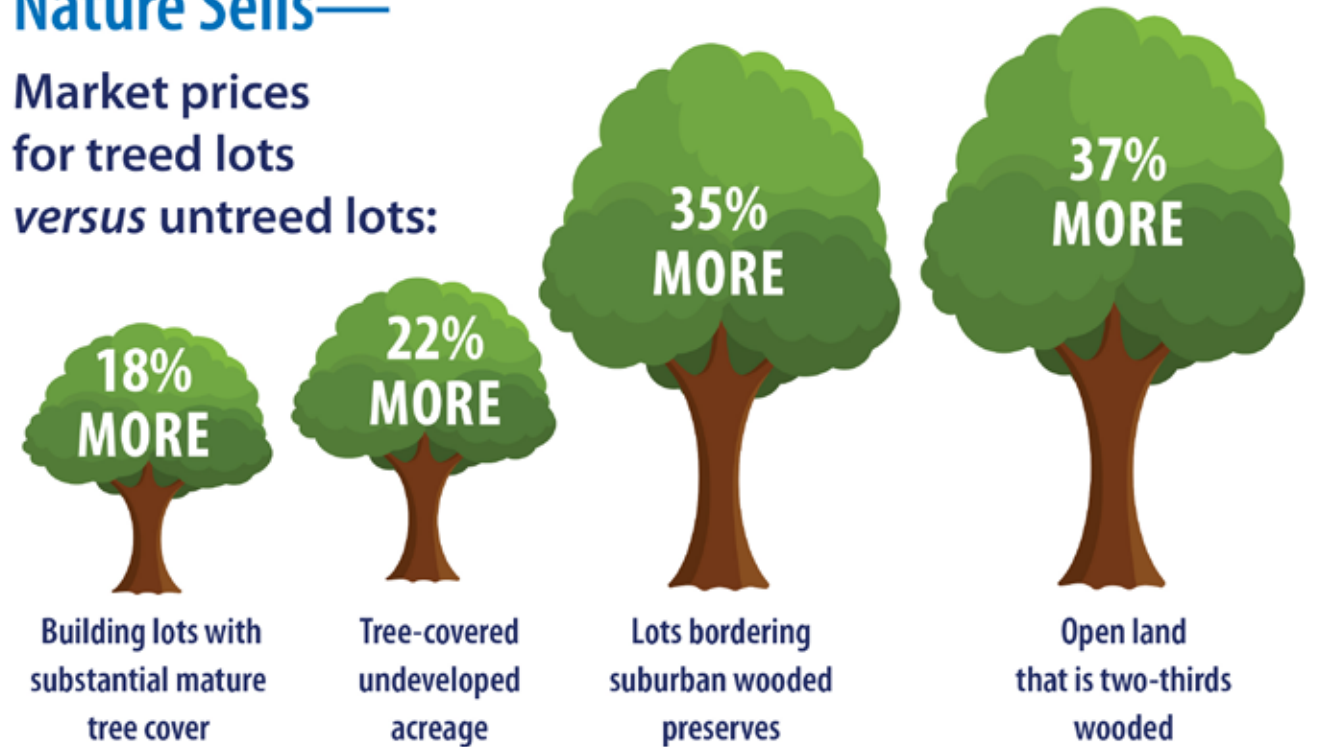 Nature Sells—
Market prices
for treed lots
versus untreed lots:
18%
MORE
22%
MORE
35%
MORE
37%
MORE
Building lots with
substantial mature
tree cover
Tree-covered
undeveloped
acreage
Lots bordering
suburban wooded
preserves
Open land
that is two-thirds
wooded